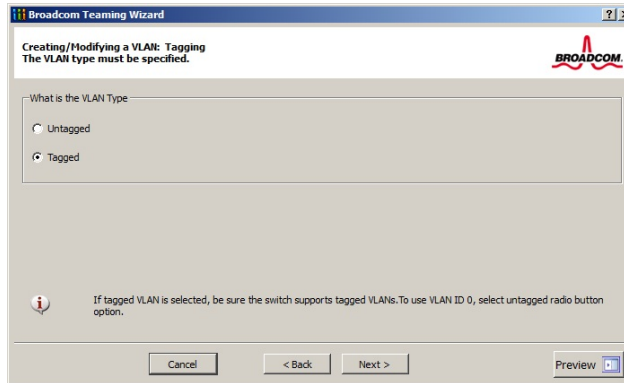 Broadcom Teaming Wizard
Creating/Modifying a VLAN: Tagging
The VLAN type must be specified.
BROADCOM.
What is the VLAN Type
Untagged
Tagged
If tagged VLAN is selected, be sure the switch supports tagged VLANs.To use VLAN ID 0, select untagged radio button
option.
Cancel
< Back
Next >
Preview